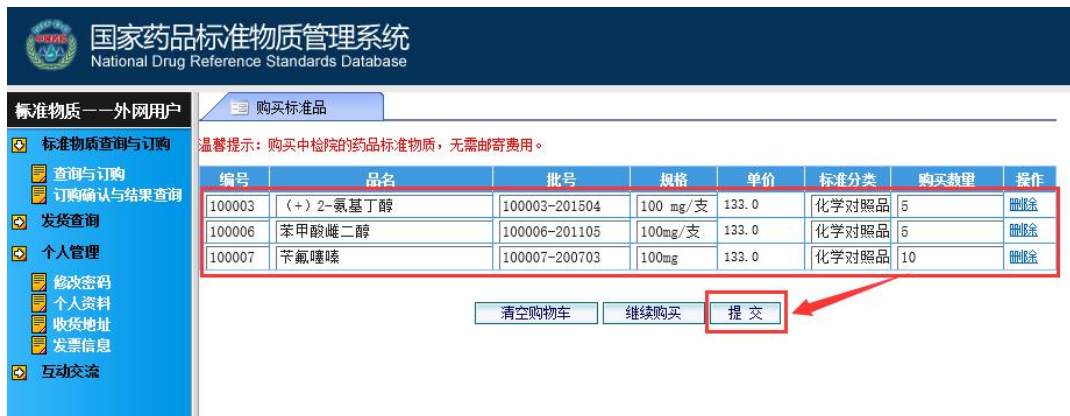 国家药品标准物质管理系统
National Drug Reference Standards Database
标准物质——外网用户
购买标准品
标准物质查询与订购
查询与订购
订购确认与结果查询
发货查询
个人管理
修改密码
个人资料
收货地址
发票信息
互动交流
温馨提示：购买中检院的药品标准物质，无需邮寄费用。
编号 品名 批号 规格 单价 标准分类 购买数量 操作
100003 （+）2-氨基丁醇 100003-201504 100 mg/支 133.0 化学对照品 5 删除
100006 苯甲酸雌二醇 100006-201105 100mg/支 133.0 化学对照品 5 删除
100007 苄氟噻嗪 100007-200703 100mg 133.0 化学对照品 10 删除
清空购物车 继续购买 提 交